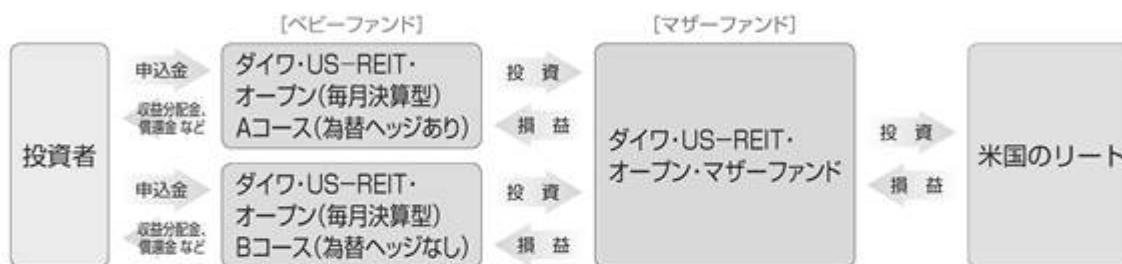 [ベビーファンド]
[マザーファンド]
投資者
申込金
収益分配金、
償還金 など
ダイワ・US-REIT・
オープン(毎月決算型)
Aコース(為替ヘッジあり)
投 資
損 益
申込金
収益分配金、
償還金 など
ダイワ・US-REIT・
オープン(毎月決算型)
Bコース(為替ヘッジなし)
投 資
損 益
ダイワ・US-REIT・
オープン・マザーファンド
投 資
損 益
米国のリート